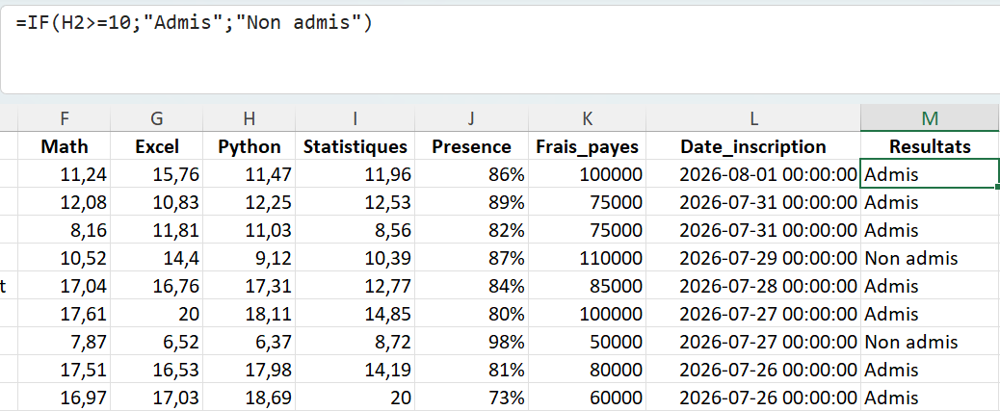 =IF(H2>=10;"Admis";"Non admis")
F G H I J K L M
Math Excel Python Statistiques Presence Frais_payes Date_inscription Resultats
11,24 15,76 11,47 11,96 86% 100000 2026-08-01 00:00:00 Admis
12,08 10,83 12,25 12,53 89% 75000 2026-07-31 00:00:00 Admis
8,16 11,81 11,03 8,56 82% 75000 2026-07-31 00:00:00 Admis
10,52 14,4 9,12 10,39 87% 110000 2026-07-29 00:00:00 Non admis
t 17,04 16,76 17,31 12,77 84% 85000 2026-07-28 00:00:00 Admis
17,61 20 18,11 14,85 80% 100000 2026-07-27 00:00:00 Admis
7,87 6,52 6,37 8,72 98% 50000 2026-07-27 00:00:00 Non admis
17,51 16,53 17,98 14,19 81% 80000 2026-07-26 00:00:00 Admis
16,97 17,03 18,69 20 73% 60000 2026-07-26 00:00:00 Admis